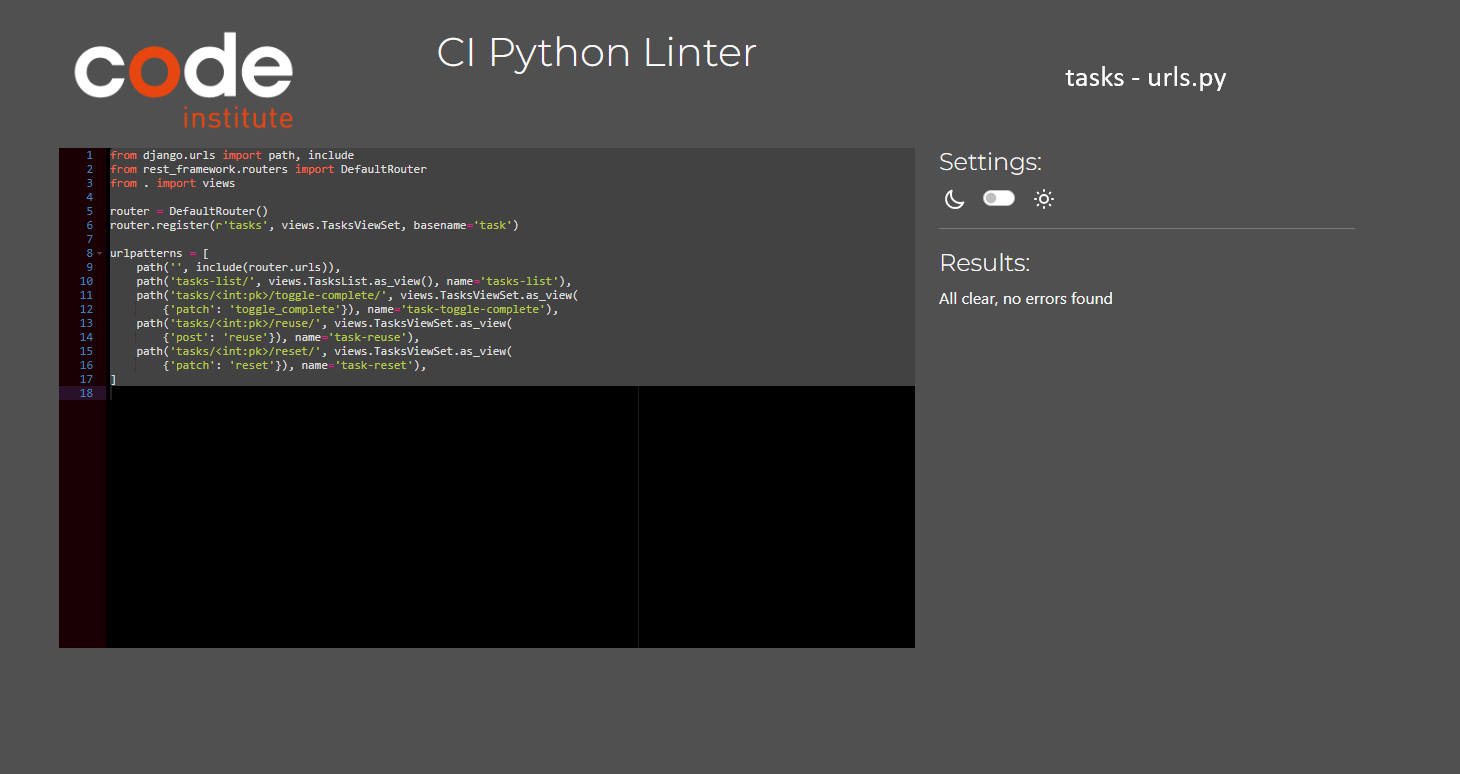 code
institute
CI Python Linter
tasks - urls.py
1 from django.urls import path, include
2 from rest_framework.routers import DefaultRouter
3 from . import views
4
5 router = DefaultRouter()
6 router.register(r'tasks', views.TasksViewSet, basename='task')
7
8 urlpatterns = [
9     path('', include(router.urls)),
10     path('tasks-list/', views.TasksList.as_view(), name='tasks-list'),
11     path('tasks/<int:pk>/toggle-complete/', views.TasksViewSet.as_view(
12         {'patch': 'toggle_complete'}), name='task-toggle-complete'),
13     path('tasks/<int:pk>/reuse/', views.TasksViewSet.as_view(
14         {'post': 'reuse'}), name='task-reuse'),
15     path('tasks/<int:pk>/reset/', views.TasksViewSet.as_view(
16         {'patch': 'reset'}), name='task-reset'),
17 ]
18
Settings:
Results:
All clear, no errors found